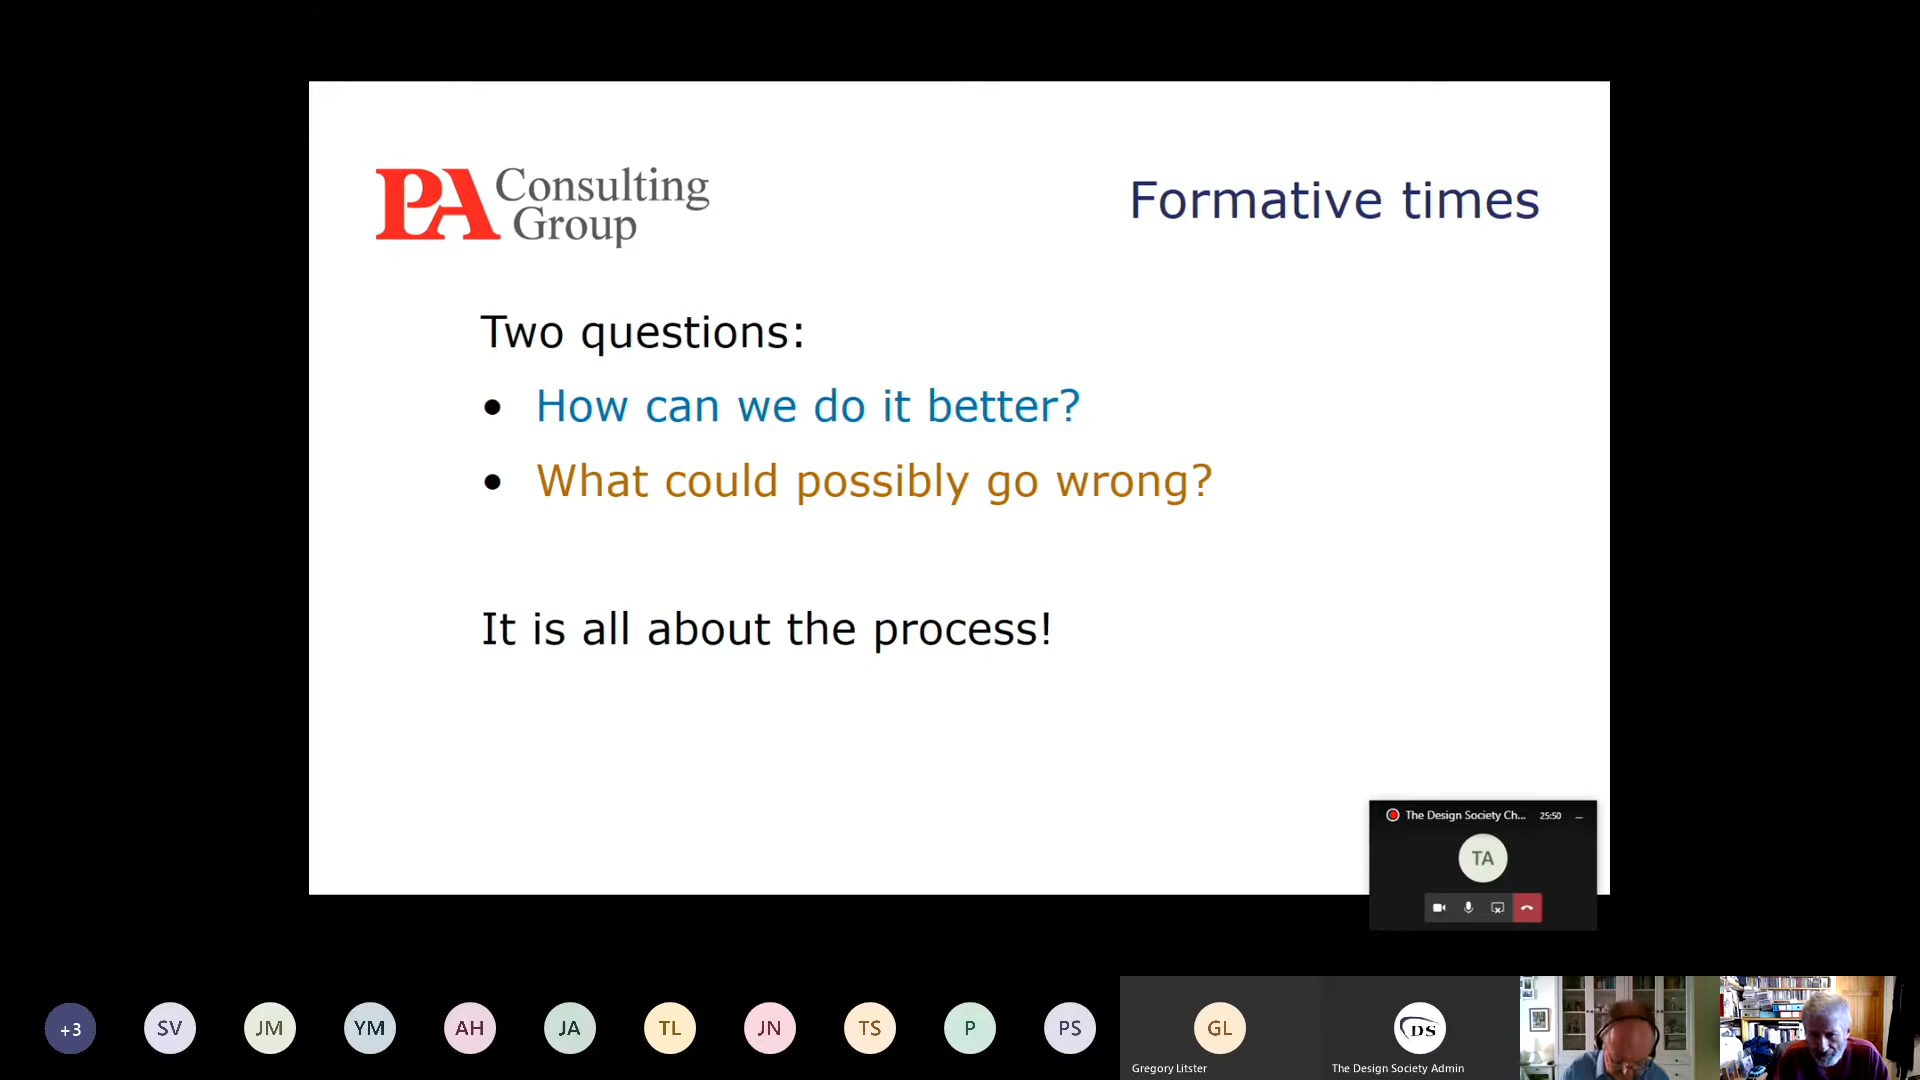 PA Consulting
Group
Formative times
Two questions:
• How can we do it better?
• What could possibly go wrong?
It is all about the process!
The Design Society Ch... 25:50
TA
+3 SV JM YM AH JA TL JN TS P PS GL DS
Gregory Litster
The Design Society Admin